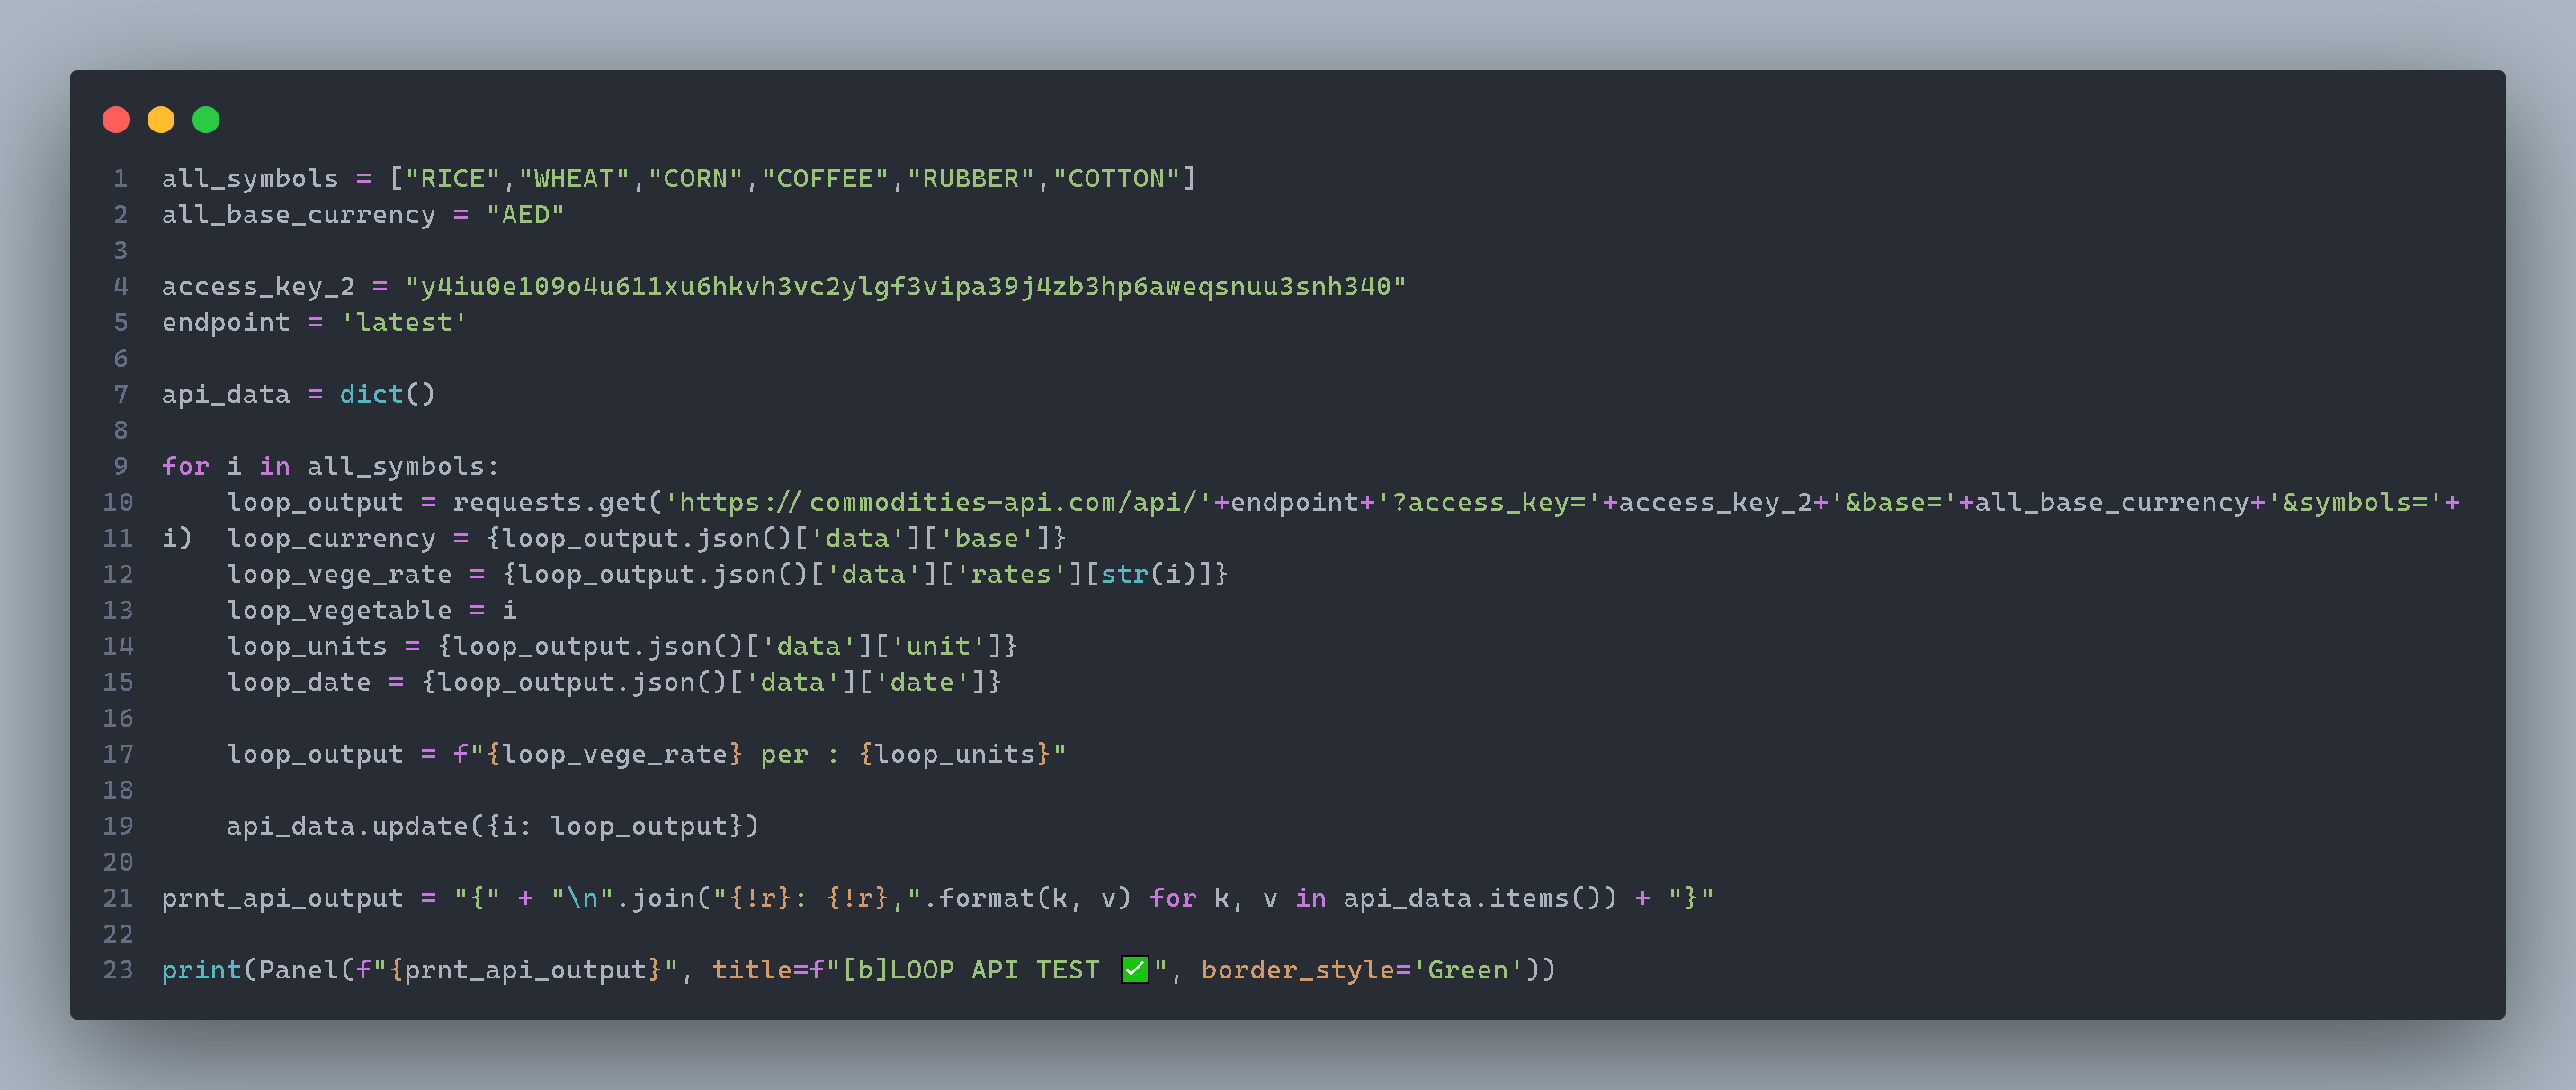 1 all_symbols = ["RICE","WHEAT","CORN","COFFEE","RUBBER","COTTON"]
2 all_base_currency = "AED"
3
4 access_key_2 = "y4iu0e109o4u611xu6hkvh3vc2ylgf3vipa39j4zb3hp6aweqsnuu3snh340"
5 endpoint = 'latest'
6
7 api_data = dict()
8
9 for i in all_symbols:
10     loop_output = requests.get('https://commodities-api.com/api/'+endpoint+'?access_key='+access_key_2+'&base='+all_base_currency+'&symbols='+
11 i)  loop_currency = {loop_output.json()['data']['base']}
12     loop_vege_rate = {loop_output.json()['data']['rates'][str(i)]}
13     loop_vegetable = i
14     loop_units = {loop_output.json()['data']['unit']}
15     loop_date = {loop_output.json()['data']['date']}
16
17     loop_output = f"{loop_vege_rate} per : {loop_units}"
18
19     api_data.update({i: loop_output})
20
21 prnt_api_output = "{" + "\n".join("{!r}: {!r},".format(k, v) for k, v in api_data.items()) + "}"
22
23 print(Panel(f"{prnt_api_output}", title=f"[b]LOOP API TEST ✅", border_style='Green'))